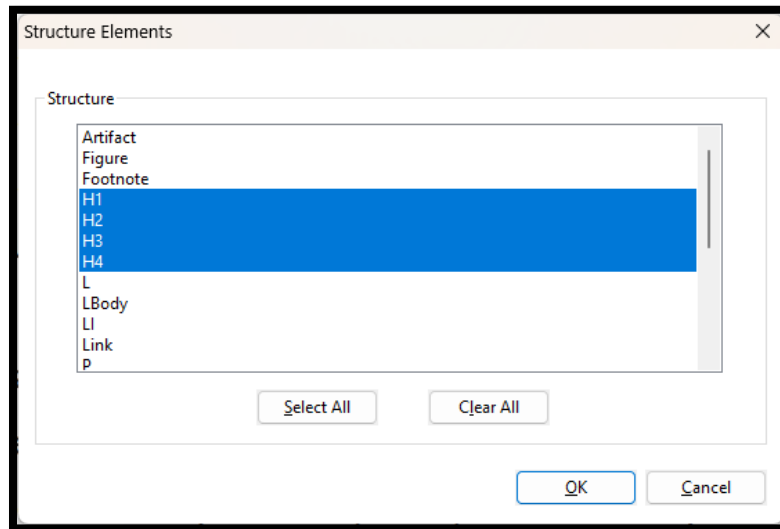 Structure Elements
Structure
Artifact
Figure
Footnote
H1
H2
H3
H4
L
LBody
LI
Link
P
Select All
Clear All
OK
Cancel